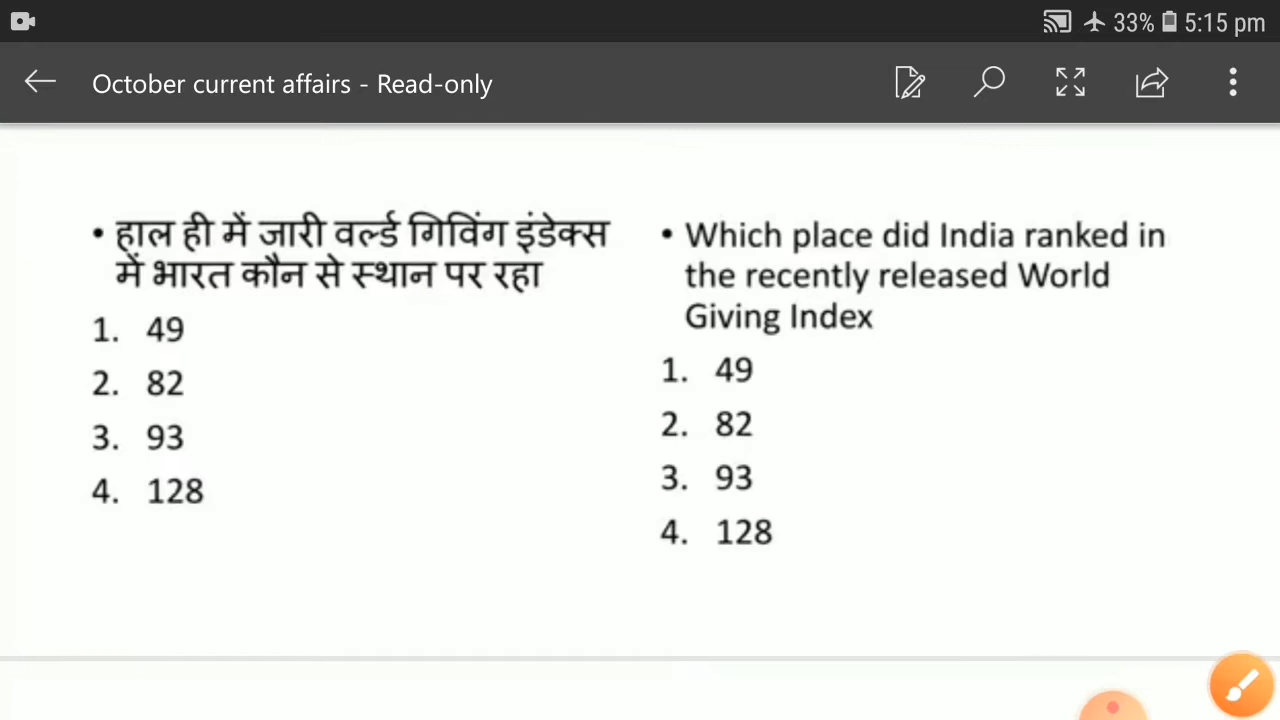 33% 5:15 pm
October current affairs - Read-only
• हाल ही में जारी वर्ल्ड गिविंग इंडेक्स
में भारत कौन से स्थान पर रहा
1. 49
2. 82
3. 93
4. 128
• Which place did India ranked in
the recently released World
Giving Index
1. 49
2. 82
3. 93
4. 128